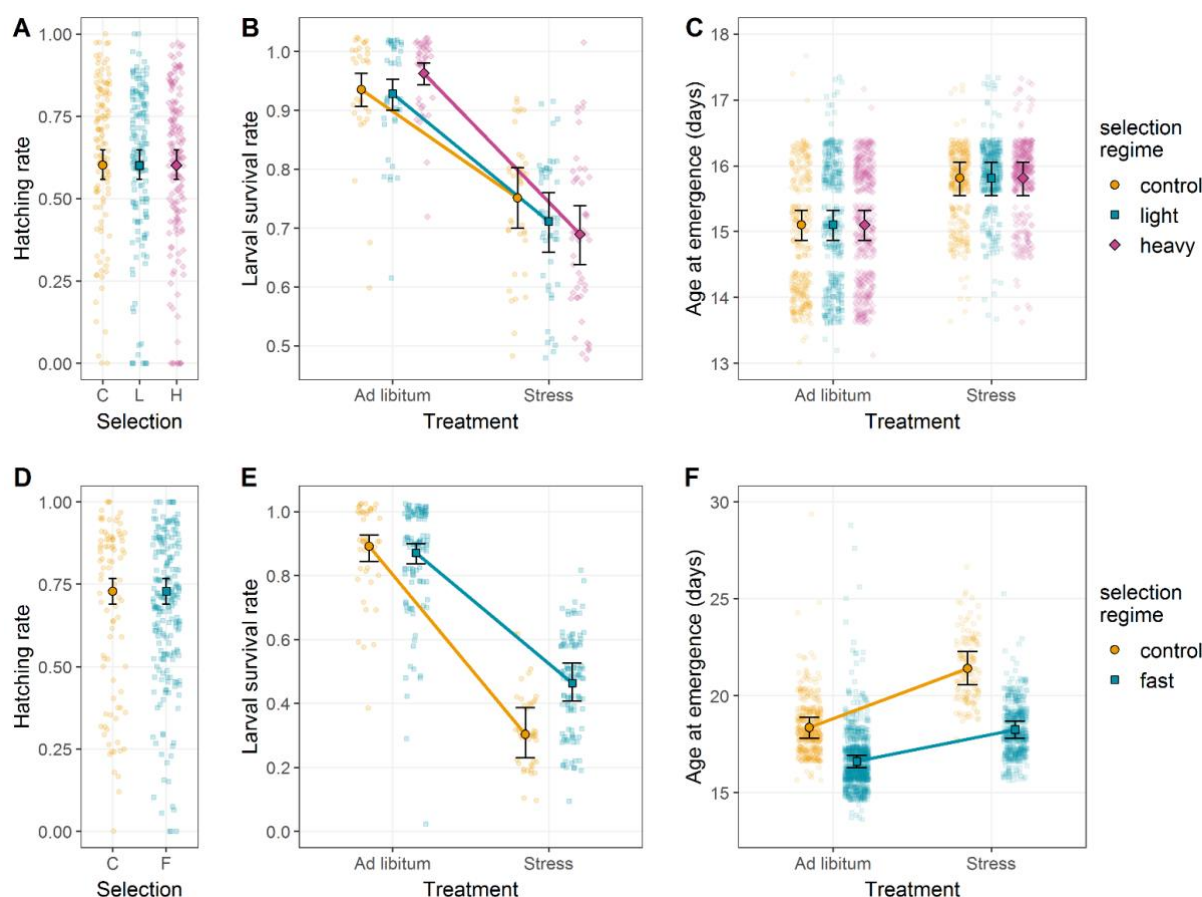 A
Hatching rate
1.00
0.75
0.50
0.25
0.00
C L H
Selection
B
Larval survival rate
1.0
0.9
0.8
0.7
0.6
0.5
Ad libitum Stress
Treatment
C
Age at emergence (days)
18
17
16
15
14
13
Ad libitum Stress
Treatment
selection
regime
control
light
heavy
D
Hatching rate
1.00
0.75
0.50
0.25
0.00
C F
Selection
E
Larval survival rate
1.0
0.8
0.6
0.4
0.2
0.0
Ad libitum Stress
Treatment
F
Age at emergence (days)
30
25
20
15
Ad libitum Stress
Treatment
selection
regime
control
fast